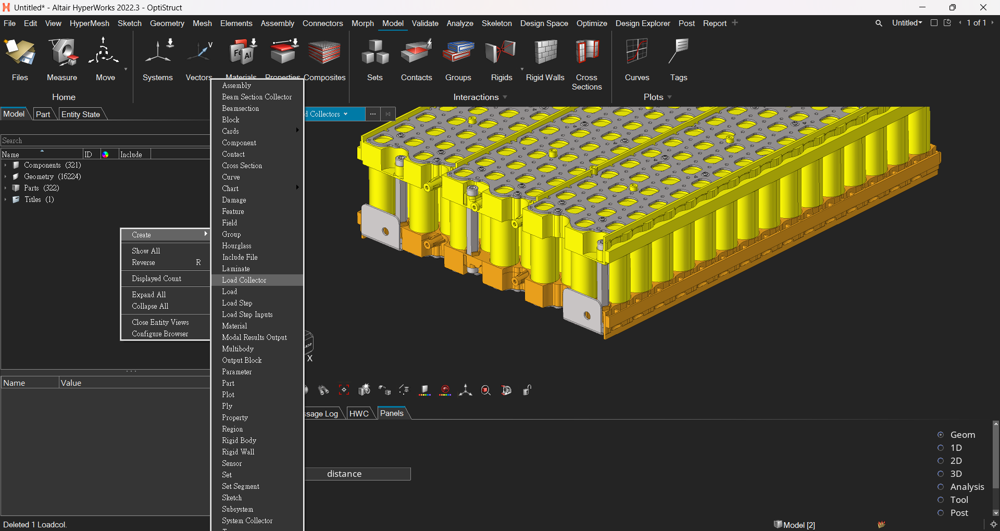 Untitled* - Altair HyperWorks 2022.3 - OptiStruct
File Edit View HyperMesh Sketch Geometry Mesh Elements Assembly Connectors Morph Model Validate Analyze Skeleton Design Space Optimize Design Explorer Post Report
Untitled
1 of 1
Files Measure Move Systems Vectors Materials Properties Composites Sets Contacts Groups Rigids Rigid Walls Cross Sections Curves Tags
Home Interactions Plots
Model Part Entity State
d Collectors
Search
Name ID Include
Components (321)
Geometry (16224)
Parts (322)
Titles (1)
Create
Show All
Reverse R
Displayed Count
Expand All
Collapse All
Close Entity Views
Configure Browser
Assembly
Beam Section Collector
Beamsection
Block
Cards
Component
Contact
Cross Section
Curve
Chart
Damage
Feature
Field
Group
Hourglass
Include File
Laminate
Load Collector
Load
Load Step
Load Step Inputs
Material
Modal Results Output
Multibody
Output Block
Parameter
Part
Plot
Ply
Property
Region
Rigid Body
Rigid Wall
Sensor
Set
Set Segment
Sketch
Subsystem
System Collector
X
Name Value
ssage Log HWC Panels
distance
Geom
1D
2D
3D
Analysis
Tool
Post
Deleted 1 Loadcol.
Model [2]